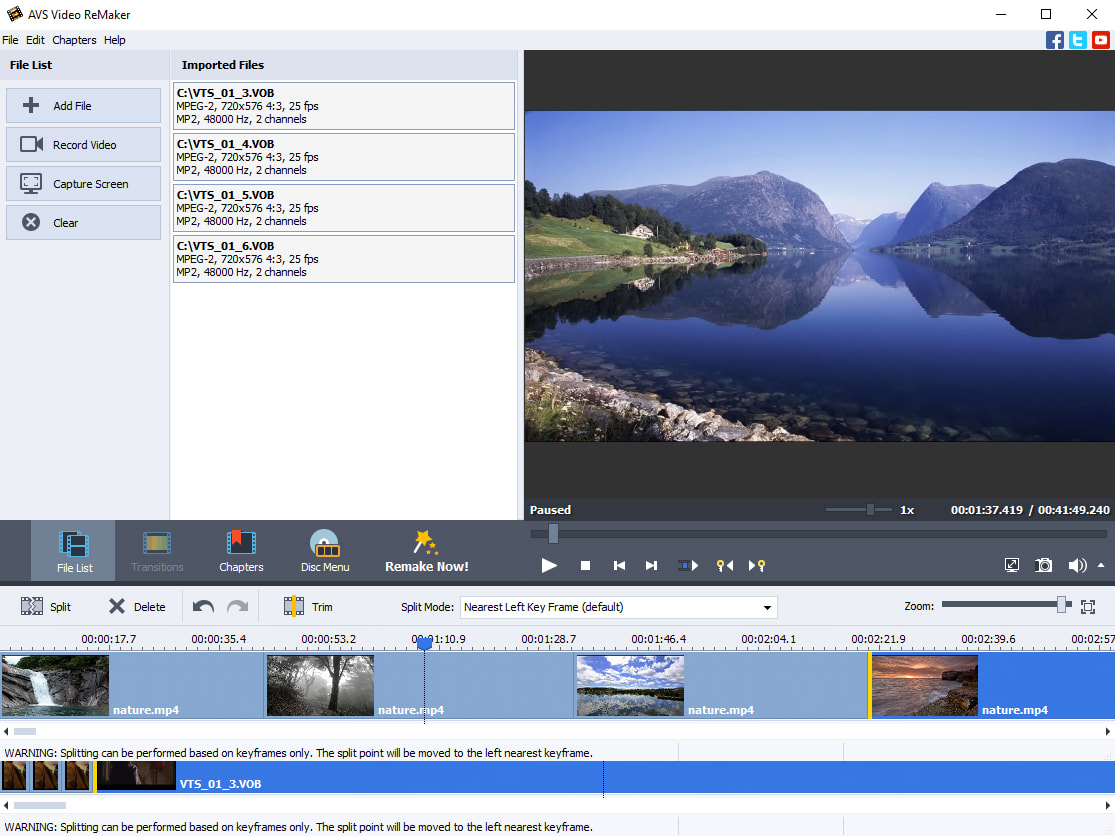 AVS Video ReMaker
File Edit Chapters Help
File List
Imported Files
Add File
Record Video
Capture Screen
Clear
C:\VTS_01_3.VOB
MPEG-2, 720x576 4:3, 25 fps
MP2, 48000 Hz, 2 channels
C:\VTS_01_4.VOB
MPEG-2, 720x576 4:3, 25 fps
MP2, 48000 Hz, 2 channels
C:\VTS_01_5.VOB
MPEG-2, 720x576 4:3, 25 fps
MP2, 48000 Hz, 2 channels
C:\VTS_01_6.VOB
MPEG-2, 720x576 4:3, 25 fps
MP2, 48000 Hz, 2 channels
Paused 1x 00:01:37.419 / 00:41:49.240
File List Transitions Chapters Disc Menu Remake Now!
Split Delete Trim Split Mode: Nearest Left Key Frame (default) Zoom:
00:00:17.7 00:00:35.4 00:00:53.2 00:01:10.9 00:01:28.7 00:01:46.4 00:02:04.1 00:02:21.9 00:02:39.6 00:02:57
nature.mp4 nature.mp4 nature.mp4 nature.mp4
WARNING: Splitting can be performed based on keyframes only. The split point will be moved to the left nearest keyframe.
VTS_01_3.VOB
WARNING: Splitting can be performed based on keyframes only. The split point will be moved to the left nearest keyframe.